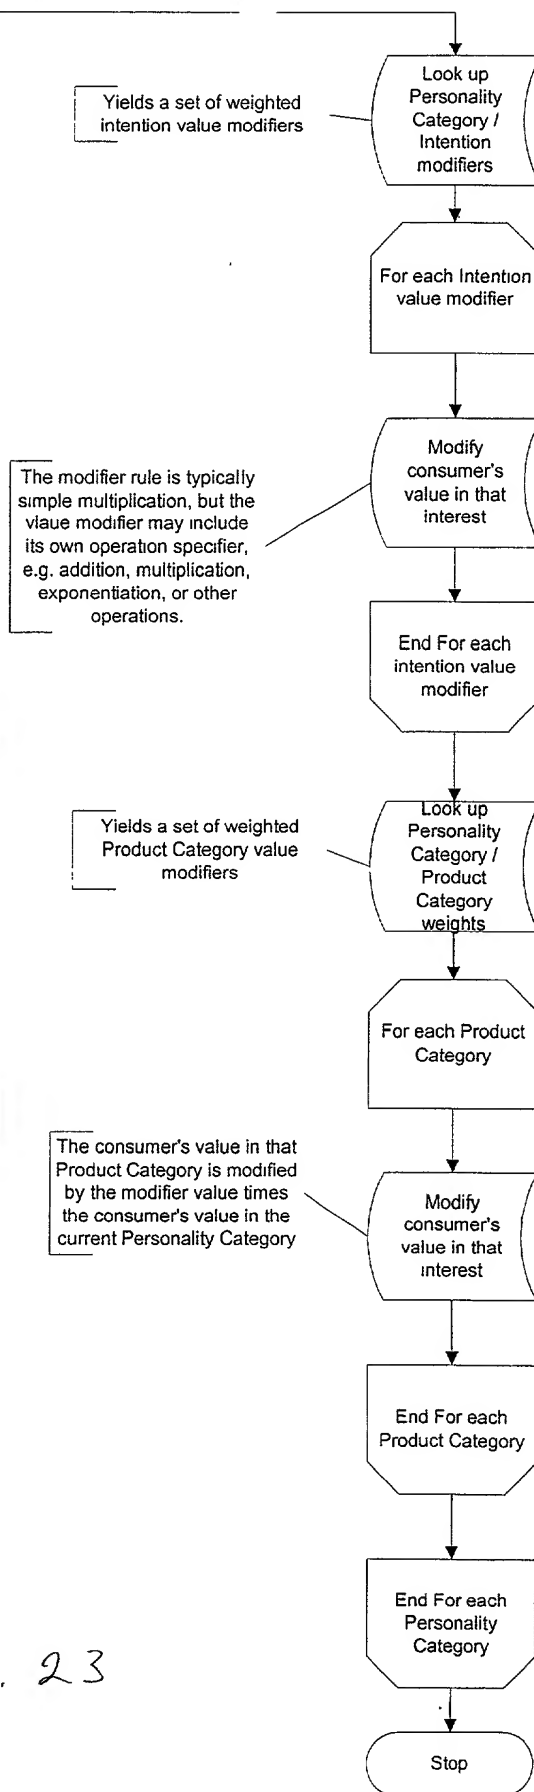 Look up
Personality
Category /
Intention
modifiers
Yields a set of weighted
intention value modifiers
For each Intention
value modifier
Modify
consumer's
value in that
interest
The modifier rule is typically
simple multiplication, but the
vlaue modifier may include
its own operation specifier,
e.g. addition, multiplication,
exponentiation, or other
operations.
End For each
intention value
modifier
Look up
Personality
Category /
Product
Category
weights
Yields a set of weighted
Product Category value
modifiers
For each Product
Category
The consumer's value in that
Product Category is modified
by the modifier value times
the consumer's value in the
current Personality Category
Modify
consumer's
value in that
interest
End For each
Product Category
End For each
Personality
Category
. 23
Stop